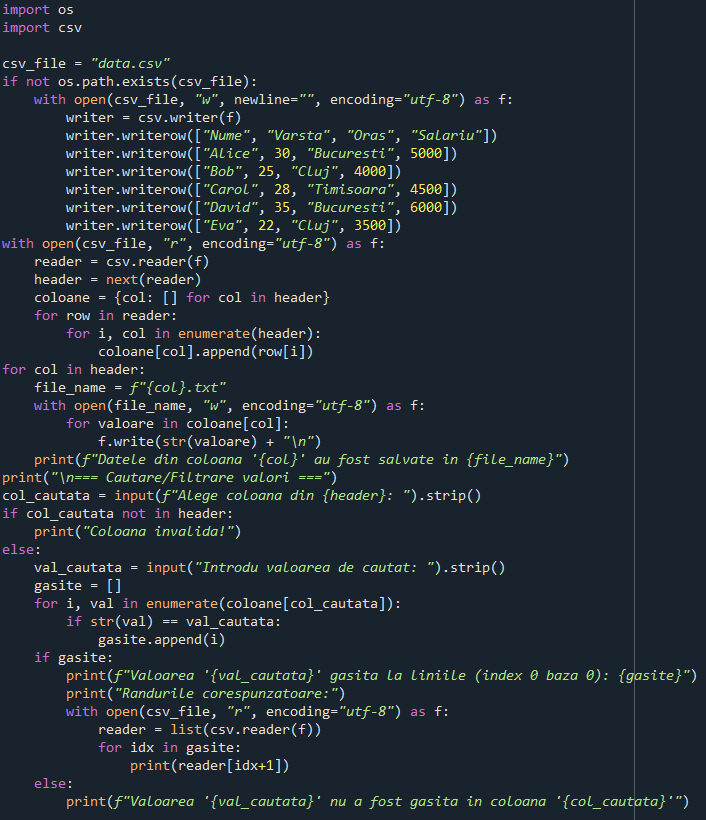 import os
import csv

csv_file = "data.csv"
if not os.path.exists(csv_file):
    with open(csv_file, "w", newline="", encoding="utf-8") as f:
        writer = csv.writer(f)
        writer.writerow(["Nume", "Varsta", "Oras", "Salariu"])
        writer.writerow(["Alice", 30, "Bucuresti", 5000])
        writer.writerow(["Bob", 25, "Cluj", 4000])
        writer.writerow(["Carol", 28, "Timisoara", 4500])
        writer.writerow(["David", 35, "Bucuresti", 6000])
        writer.writerow(["Eva", 22, "Cluj", 3500])
with open(csv_file, "r", encoding="utf-8") as f:
    reader = csv.reader(f)
    header = next(reader)
    coloane = {col: [] for col in header}
    for row in reader:
        for i, col in enumerate(header):
            coloane[col].append(row[i])
for col in header:
    file_name = f"{col}.txt"
    with open(file_name, "w", encoding="utf-8") as f:
        for valoare in coloane[col]:
            f.write(str(valoare) + "\n")
    print(f"Datele din coloana '{col}' au fost salvate in {file_name}")
print("\n=== Cautare/Filtrare valori ===")
col_cautata = input(f"Alege coloana din {header}: ").strip()
if col_cautata not in header:
    print("Coloana invalida!")
else:
    val_cautata = input("Introdu valoarea de cautat: ").strip()
    gasite = []
    for i, val in enumerate(coloane[col_cautata]):
        if str(val) == val_cautata:
            gasite.append(i)
    if gasite:
        print(f"Valoarea '{val_cautata}' gasita la liniile (index 0 baza 0): {gasite}")
        print("Randurile corespunzatoare:")
        with open(csv_file, "r", encoding="utf-8") as f:
            reader = list(csv.reader(f))
            for idx in gasite:
                print(reader[idx+1])
    else:
        print(f"Valoarea '{val_cautata}' nu a fost gasita in coloana '{col_cautata}'")